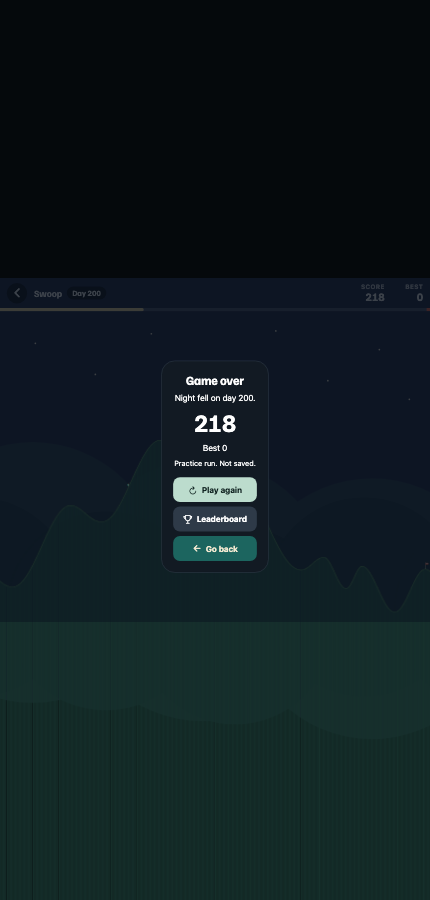 Swoop Day 200
SCORE BEST
218 0
Game over
Night fell on day 200.
218
Best 0
Practice run. Not saved.
Play again
Leaderboard
Go back